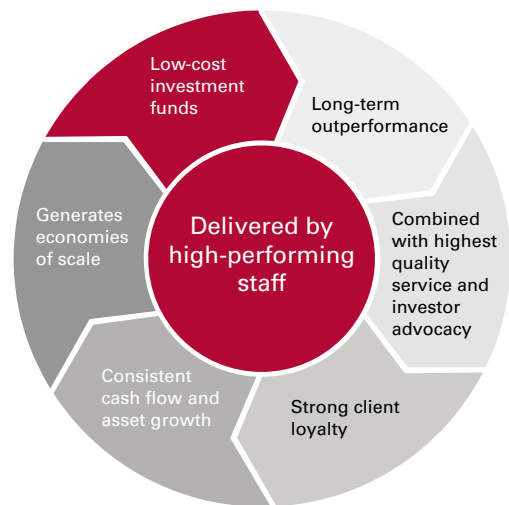 Low-cost
investment
funds
Long-term
outperformance
Combined
with highest
quality
service and
investor
advocacy
Strong client
loyalty
Consistent
cash flow and
asset growth
Generates
economies
of scale
Delivered by
high-performing
staff